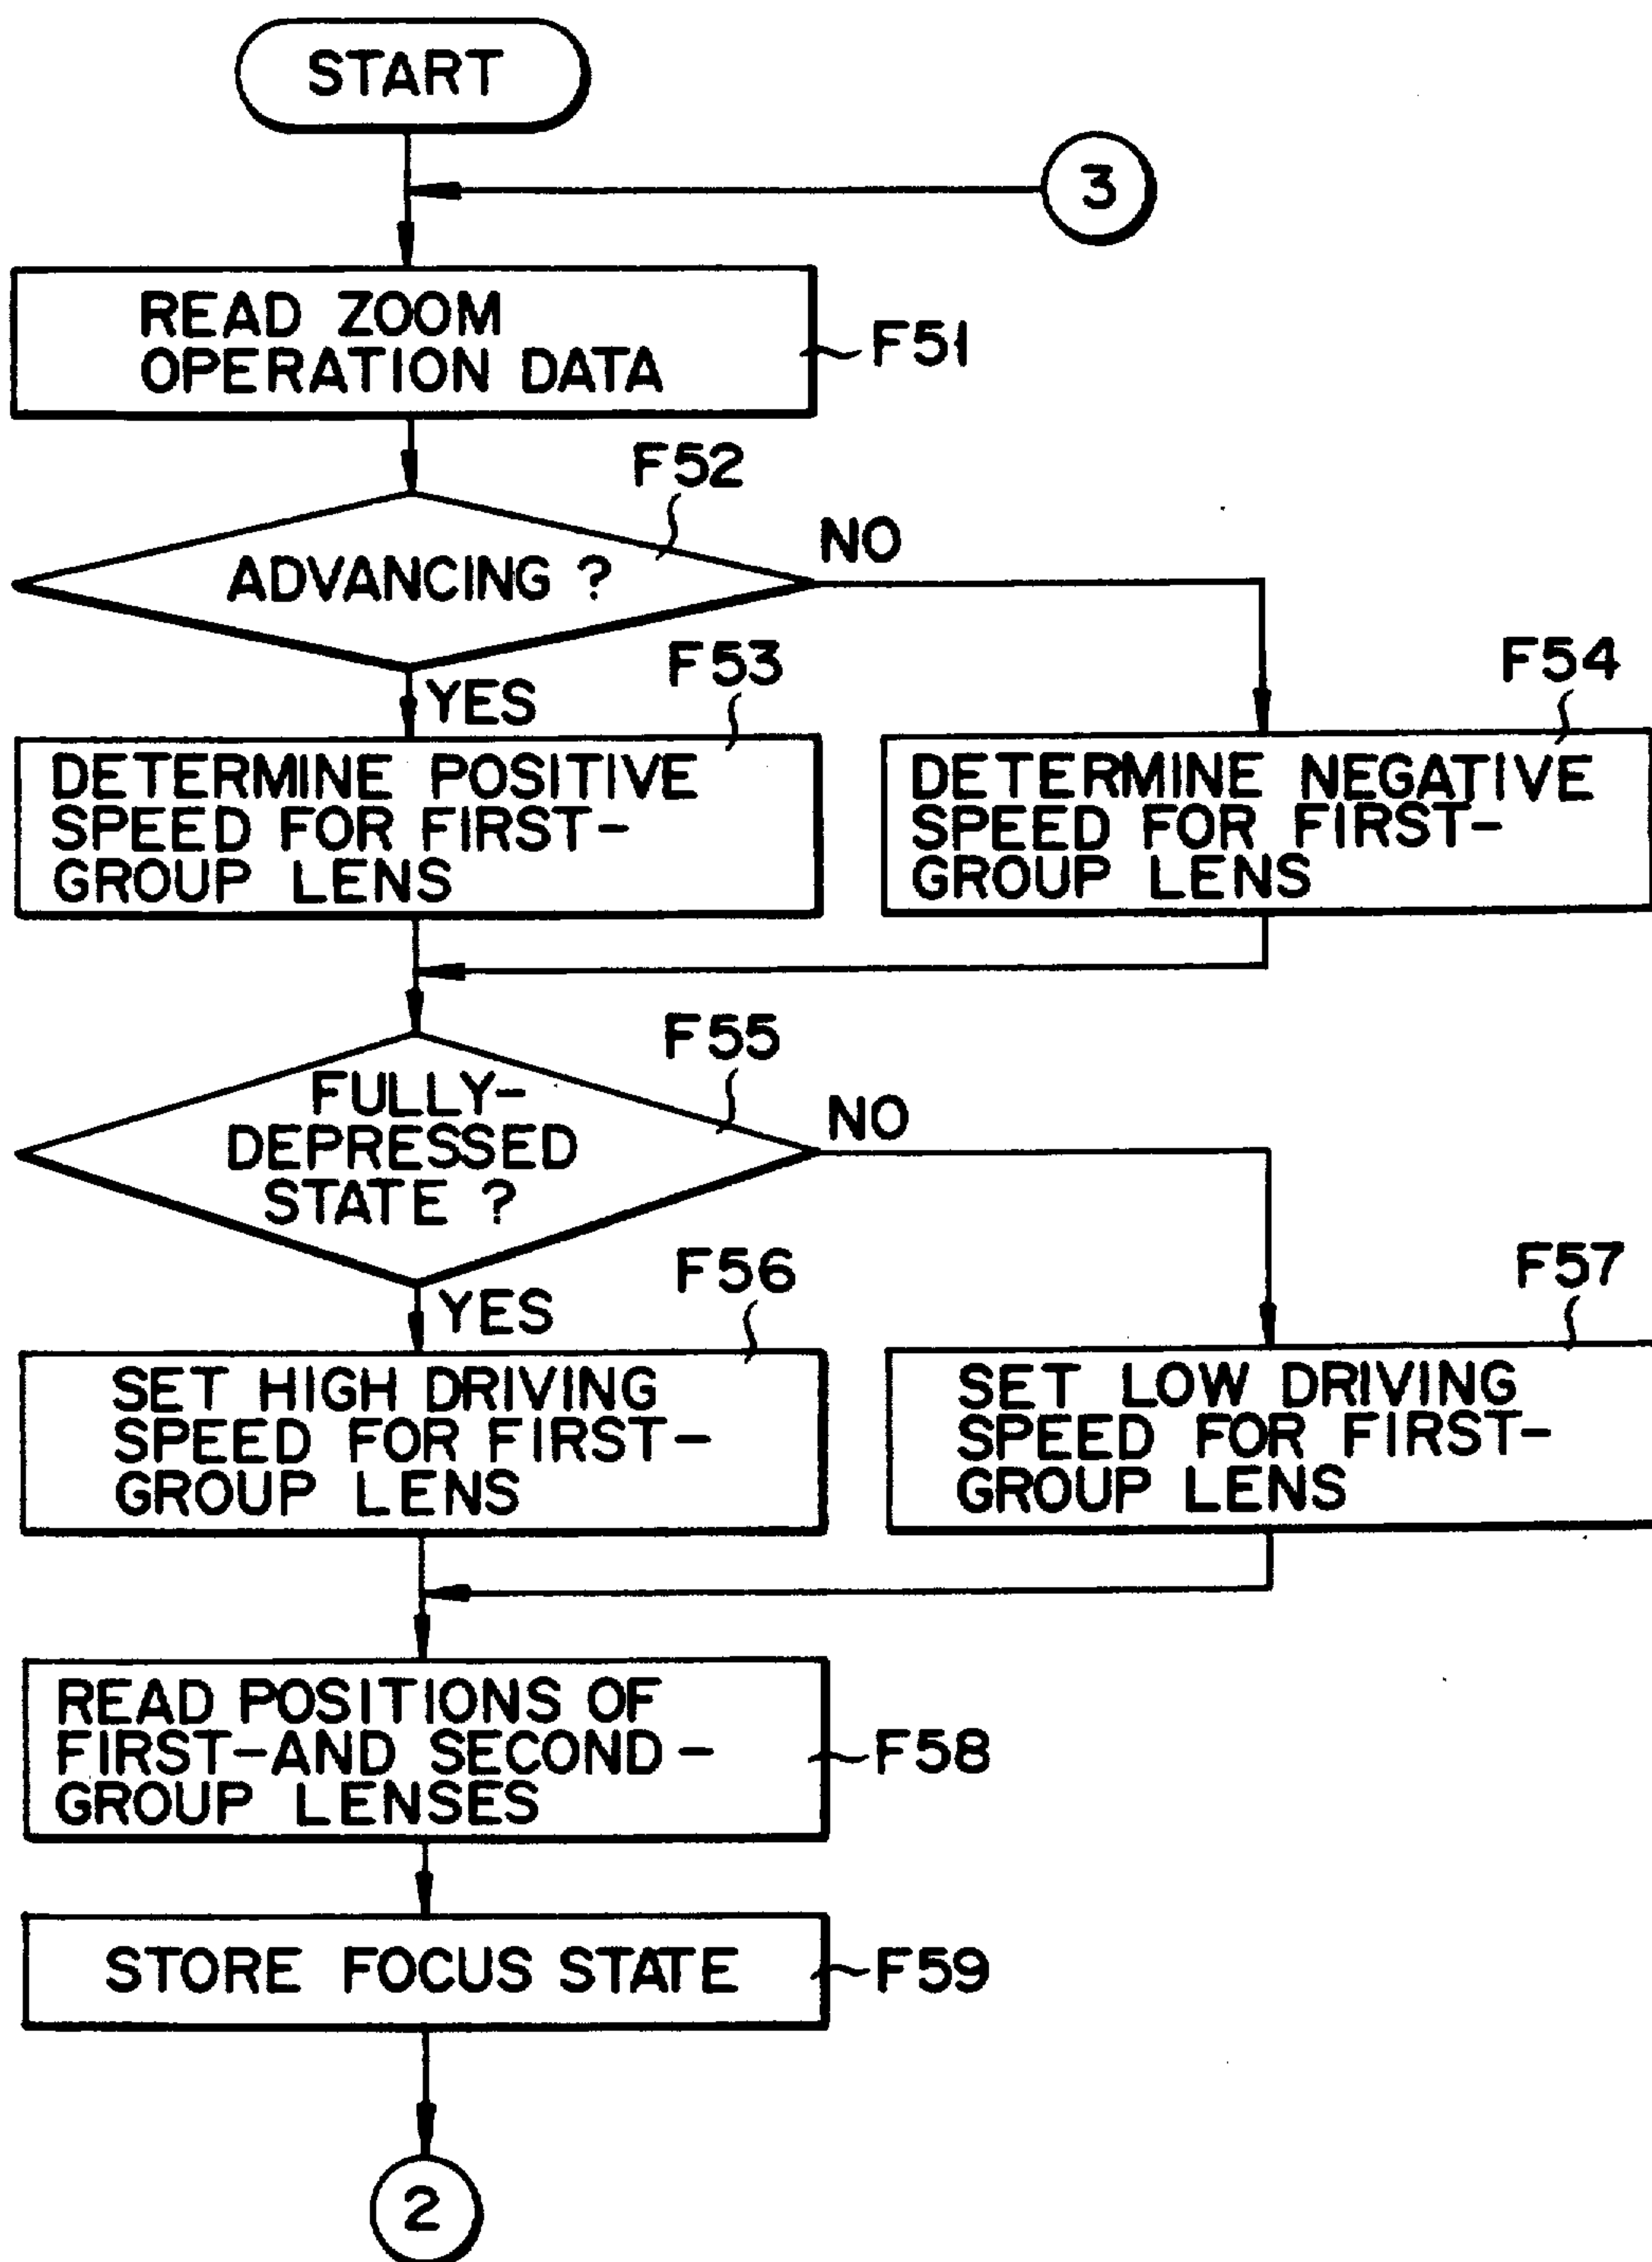 START
3
READ ZOOM
OPERATION DATA
F51
F52
ADVANCING ?
NO
YES
F53
DETERMINE POSITIVE
SPEED FOR FIRST-
GROUP LENS
F54
DETERMINE NEGATIVE
SPEED FOR FIRST-
GROUP LENS
F55
FULLY-
DEPRESSED
STATE ?
NO
YES
F56
SET HIGH DRIVING
SPEED FOR FIRST-
GROUP LENS
F57
SET LOW DRIVING
SPEED FOR FIRST-
GROUP LENS
READ POSITIONS OF
FIRST-AND SECOND-
GROUP LENSES
F58
STORE FOCUS STATE
F59
2